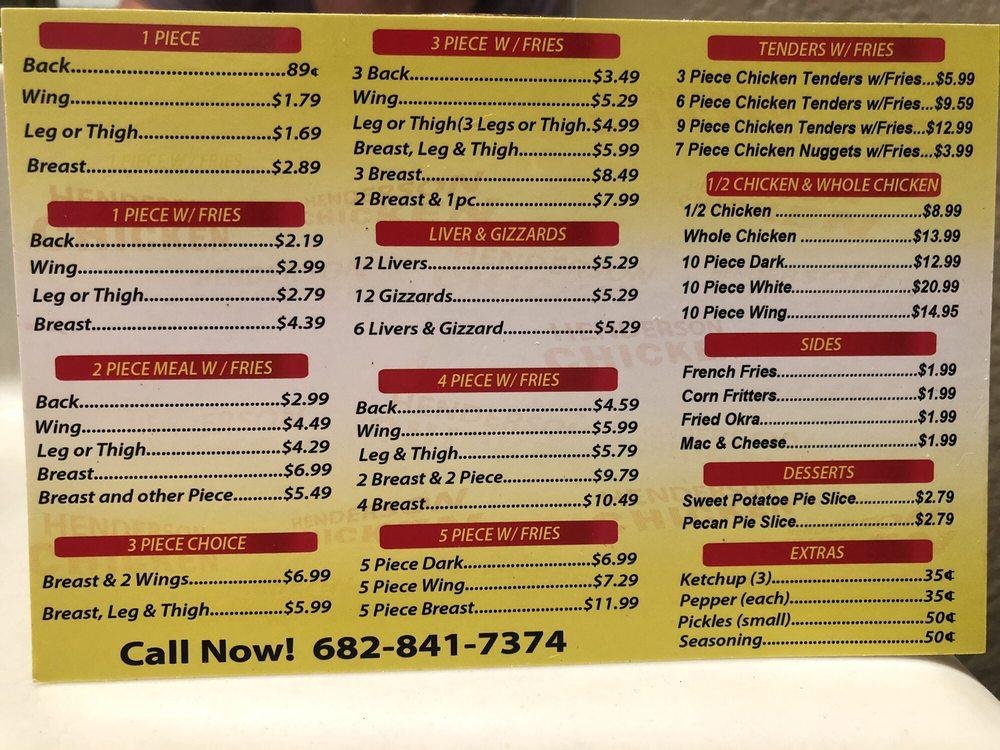 1 PIECE
Back..............................89¢
Wing............................$1.79
Leg or Thigh.................$1.69
Breast..........................$2.89
1 PIECE W/ FRIES
Back..............................$2.19
Wing............................$2.99
Leg or Thigh.................$2.79
Breast..........................$4.39
2 PIECE MEAL W / FRIES
Back..............................$2.99
Wing............................$4.49
Leg or Thigh.................$4.29
Breast..........................$6.99
Breast and other Piece........$5.49
3 PIECE CHOICE
Breast & 2 Wings..............$6.99
Breast, Leg & Thigh...........$5.99
3 PIECE W / FRIES
3 Back..........................$3.49
Wing............................$5.29
Leg or Thigh(3 Legs or Thigh.$4.99
Breast, Leg & Thigh...........$5.99
3 Breast........................$8.49
2 Breast & 1pc.................$7.99
LIVER & GIZZARDS
12 Livers.......................$5.29
12 Gizzards....................$5.29
6 Livers & Gizzard.............$5.29
4 PIECE W/ FRIES
Back..............................$4.59
Wing............................$5.99
Leg & Thigh....................$5.79
2 Breast & 2 Piece.............$9.79
4 Breast........................$10.49
5 PIECE W/ FRIES
5 Piece Dark...................$6.99
5 Piece Wing...................$7.29
5 Piece Breast.................$11.99
TENDERS W/ FRIES
3 Piece Chicken Tenders w/Fries...$5.99
6 Piece Chicken Tenders w/Fries...$9.59
9 Piece Chicken Tenders w/Fries...$12.99
7 Piece Chicken Nuggets w/Fries...$3.99
1/2 CHICKEN & WHOLE CHICKEN
1/2 Chicken ..............................$8.99
Whole Chicken ........................$13.99
10 Piece Dark...........................$12.99
10 Piece White.........................$20.99
10 Piece Wing..........................$14.95
SIDES
French Fries.............................$1.99
Corn Fritters.............................$1.99
Fried Okra................................$1.99
Mac & Cheese..........................$1.99
DESSERTS
Sweet Potatoe Pie Slice............$2.79
Pecan Pie Slice........................$2.79
EXTRAS
Ketchup (3)..............................35¢
Pepper (each)..........................35¢
Pickles (small).........................50¢
Seasoning...............................50¢
Call Now! 682-841-7374